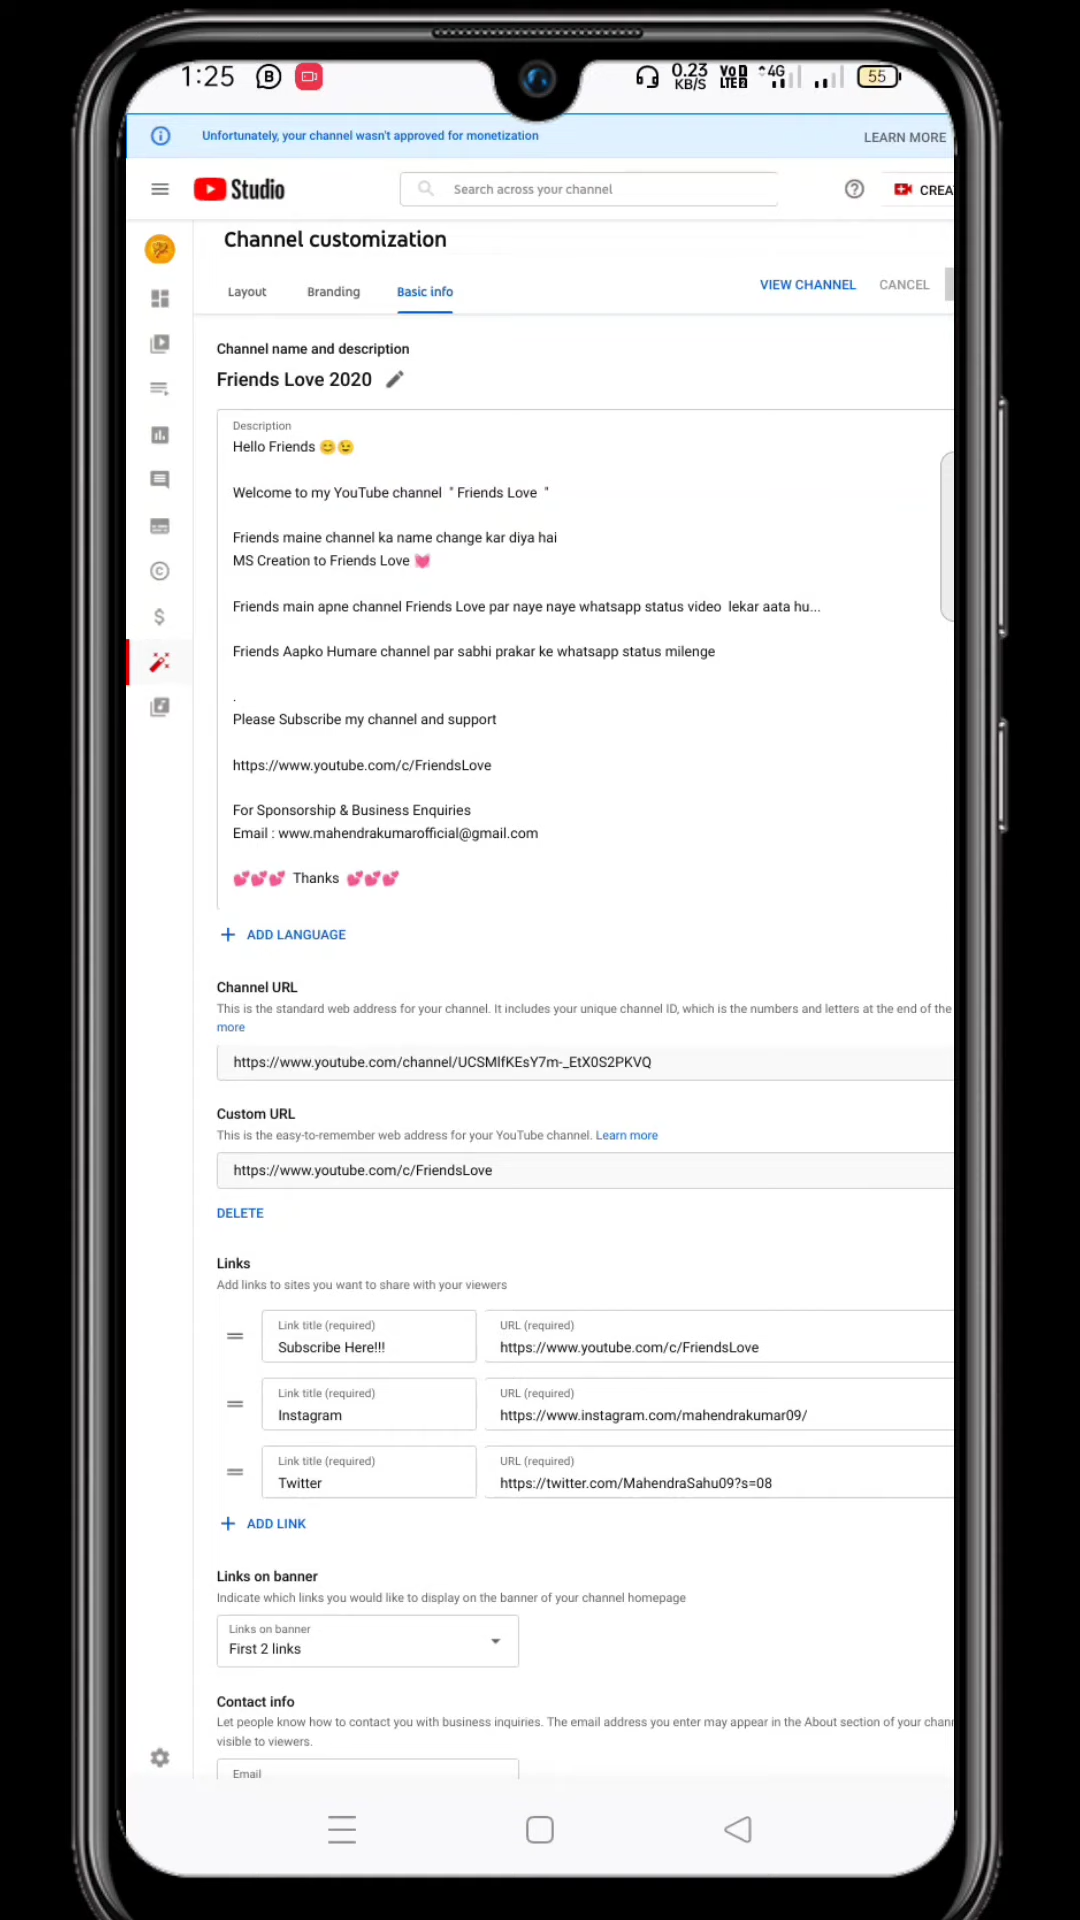 1:25
0.23 KB/S
4G
55
Unfortunately, your channel wasn't approved for monetization
LEARN MORE
Studio
Search across your channel
CREA
Channel customization
Layout
Branding
Basic info
VIEW CHANNEL
CANCEL
Channel name and description
Friends Love 2020
Description
Hello Friends 😊😉
Welcome to my YouTube channel " Friends Love "
Friends maine channel ka name change kar diya hai
MS Creation to Friends Love 💓
Friends main apne channel Friends Love par naye naye whatsapp status video lekar aata hu...
Friends Aapko Humare channel par sabhi prakar ke whatsapp status milenge
.
Please Subscribe my channel and support
https://www.youtube.com/c/FriendsLove
For Sponsorship & Business Enquiries
Email : www.mahendrakumarofficial@gmail.com
💕💕💕 Thanks 💕💕💕
ADD LANGUAGE
Channel URL
This is the standard web address for your channel. It includes your unique channel ID, which is the numbers and letters at the end of the
more
https://www.youtube.com/channel/UCSMlfKEsY7m-_EtX0S2PKVQ
Custom URL
This is the easy-to-remember web address for your YouTube channel. Learn more
https://www.youtube.com/c/FriendsLove
DELETE
Links
Add links to sites you want to share with your viewers
Link title (required)
Subscribe Here!!!
URL (required)
https://www.youtube.com/c/FriendsLove
Link title (required)
Instagram
URL (required)
https://www.instagram.com/mahendrakumar09/
Link title (required)
Twitter
URL (required)
https://twitter.com/MahendraSahu09?s=08
ADD LINK
Links on banner
Indicate which links you would like to display on the banner of your channel homepage
Links on banner
First 2 links
Contact info
Let people know how to contact you with business inquiries. The email address you enter may appear in the About section of your chan
visible to viewers.
Email